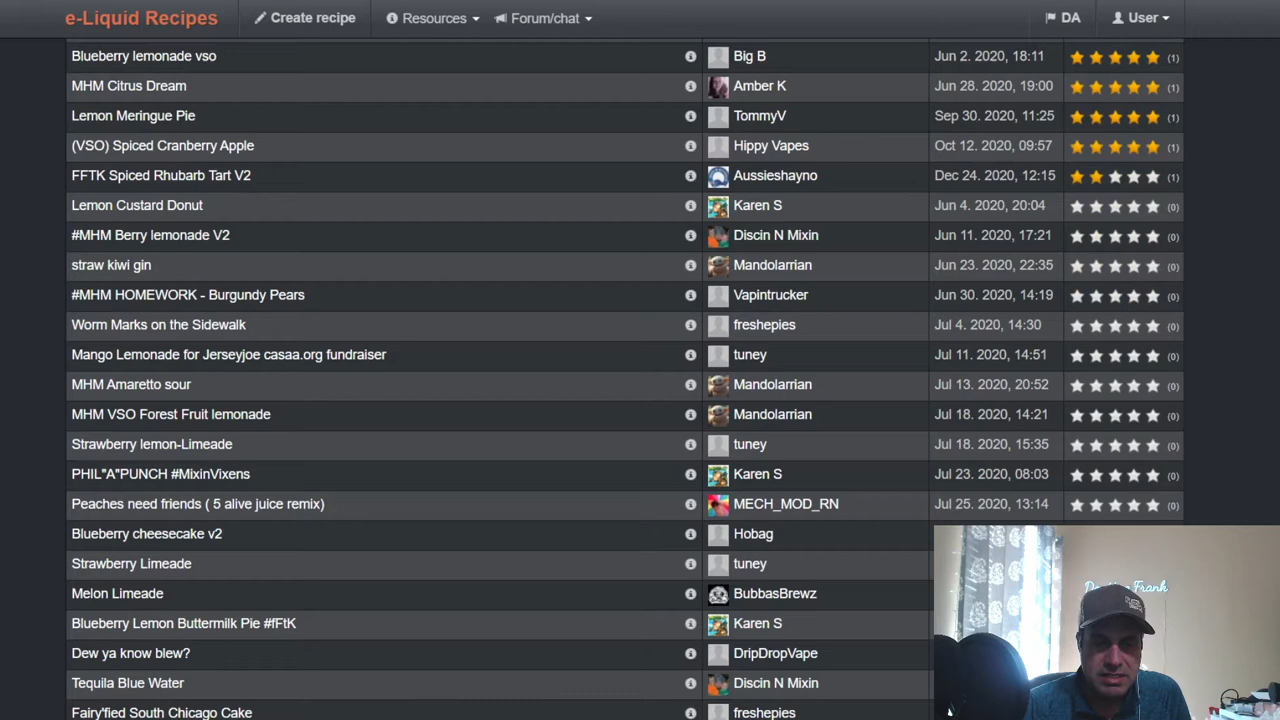 e-Liquid Recipes Create recipe Resources Forum/chat DA User
Blueberry lemonade vso Big B Jun 2. 2020, 18:11 (1)
MHM Citrus Dream Amber K Jun 28. 2020, 19:00 (1)
Lemon Meringue Pie TommyV Sep 30. 2020, 11:25 (1)
(VSO) Spiced Cranberry Apple Hippy Vapes Oct 12. 2020, 09:57 (1)
FFTK Spiced Rhubarb Tart V2 Aussieshayno Dec 24. 2020, 12:15 (1)
Lemon Custard Donut Karen S Jun 4. 2020, 20:04 (0)
#MHM Berry lemonade V2 Discin N Mixin Jun 11. 2020, 17:21 (0)
straw kiwi gin Mandolarrian Jun 23. 2020, 22:35 (0)
#MHM HOMEWORK - Burgundy Pears Vapintrucker Jun 30. 2020, 14:19 (0)
Worm Marks on the Sidewalk freshepies Jul 4. 2020, 14:30 (0)
Mango Lemonade for Jerseyjoe casaa.org fundraiser tuney Jul 11. 2020, 14:51 (0)
MHM Amaretto sour Mandolarrian Jul 13. 2020, 20:52 (0)
MHM VSO Forest Fruit lemonade Mandolarrian Jul 18. 2020, 14:21 (0)
Strawberry lemon-Limeade tuney Jul 18. 2020, 15:35 (0)
PHIL"A"PUNCH #MixinVixens Karen S Jul 23. 2020, 08:03 (0)
Peaches need friends ( 5 alive juice remix) MECH_MOD_RN Jul 25. 2020, 13:14 (0)
Blueberry cheesecake v2 Hobag
Strawberry Limeade tuney
Melon Limeade BubbasBrewz
Blueberry Lemon Buttermilk Pie #fFtK Karen S
Dew ya know blew? DripDropVape
Tequila Blue Water Discin N Mixin
Fairy'fied South Chicago Cake freshepies
Frank